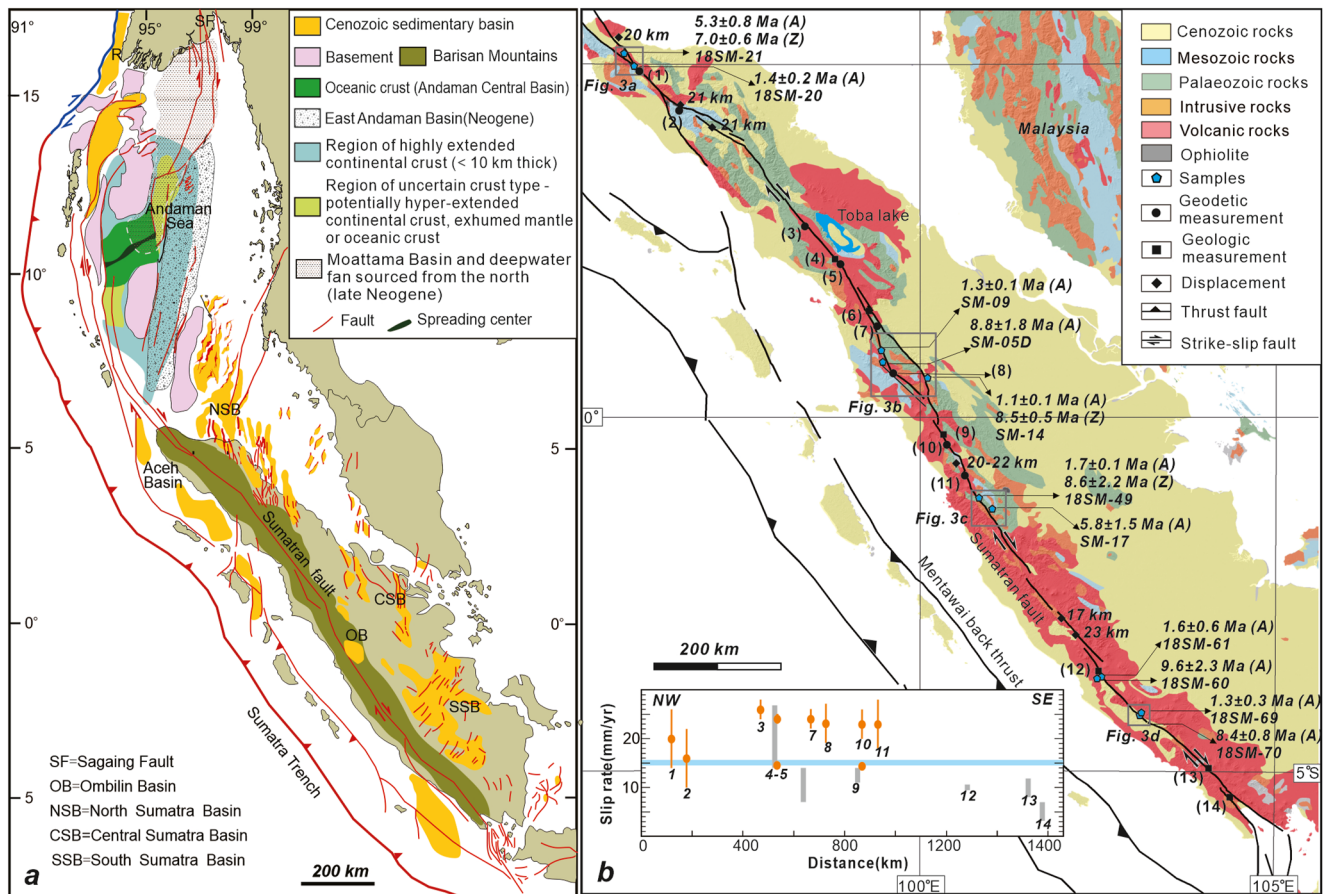 91°
95
SF
99
R
15
10
5
0°
5
Andaman
Sea
NSB
Aceh
Basin
Sumatran fault
CSB
OB
SSB
Sumatra Trench
Cenozoic sedimentary basin
Basement
Barisan Mountains
Oceanic crust (Andaman Central Basin)
East Andaman Basin(Neogene)
Region of highly extended
continental crust (< 10 km thick)
Region of uncertain crust type -
potentially hyper-extended
continental crust, exhumed mantle
or oceanic crust
Moattama Basin and deepwater
fan sourced from the north
(late Neogene)
Fault
Spreading center
SF=Sagaing Fault
OB=Ombilin Basin
NSB=North Sumatra Basin
CSB=Central Sumatra Basin
SSB=South Sumatra Basin
a
200 km
5.3±0.8 Ma (A)
7.0±0.6 Ma (Z)
18SM-21
20 km
1.4±0.2 Ma (A)
18SM-20
Fig. 3a
(1)
21 km
(2)
21 km
Malaysia
Toba lake
(3)
(4)
(5)
(6)
(7)
1.3±0.1 Ma (A)
SM-09
8.8±1.8 Ma (A)
SM-05D
(8)
Fig. 3b
1.1±0.1 Ma (A)
8.5±0.5 Ma (Z)
SM-14
0°
(9)
(10)
20-22 km
(11)
1.7±0.1 Ma (A)
8.6±2.2 Ma (Z)
18SM-49
Fig. 3c
5.8±1.5 Ma (A)
SM-17
Sumatran fault
Mentawai back thrust
17 km
23 km
1.6±0.6 Ma (A)
18SM-61
(12)
9.6±2.3 Ma (A)
18SM-60
1.3±0.3 Ma (A)
18SM-69
Fig. 3d
8.4±0.8 Ma (A)
18SM-70
(13)
5°S
(14)
100°E
105°E
200 km
Cenozoic rocks
Mesozoic rocks
Palaeozoic rocks
Intrusive rocks
Volcanic rocks
Ophiolite
Samples
Geodetic
measurement
Geologic
measurement
Displacement
Thrust fault
Strike-slip fault
NW
SE
Slip rate(mm/yr)
20
10
1
2
3
4-5
7
8
9
10
11
12
13
14
0
400
800
1000
1400
Distance(km)
b